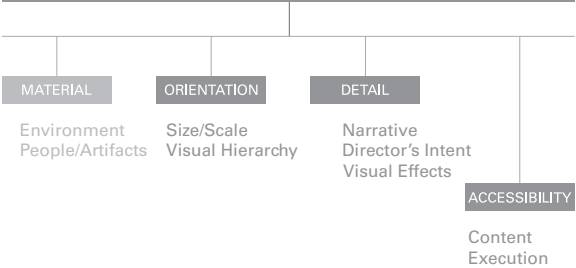 MATERIAL
Environment
People/Artifacts
ORIENTATION
Size/Scale
Visual Hierarchy
DETAIL
Narrative
Director's Intent
Visual Effects
ACCESSIBILITY
Content
Execution